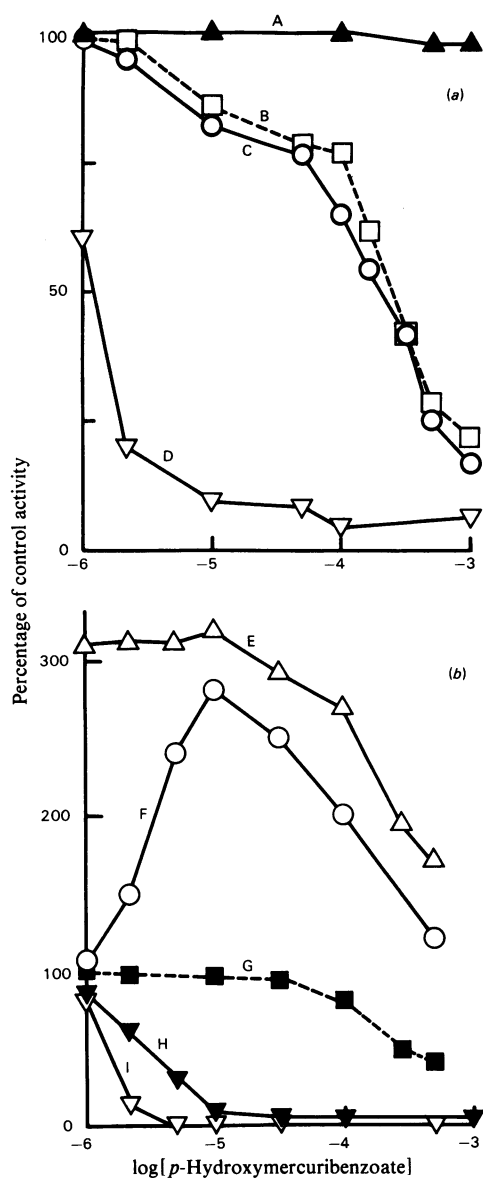 A
100
(a)
B
C
50
D
0
−6
−5
−4
−3
Percentage of control activity
E
300
(b)
F
200
G
100
H
I
0
−6
−5
−4
−3
log[p-Hydroxymercuribenzoate]